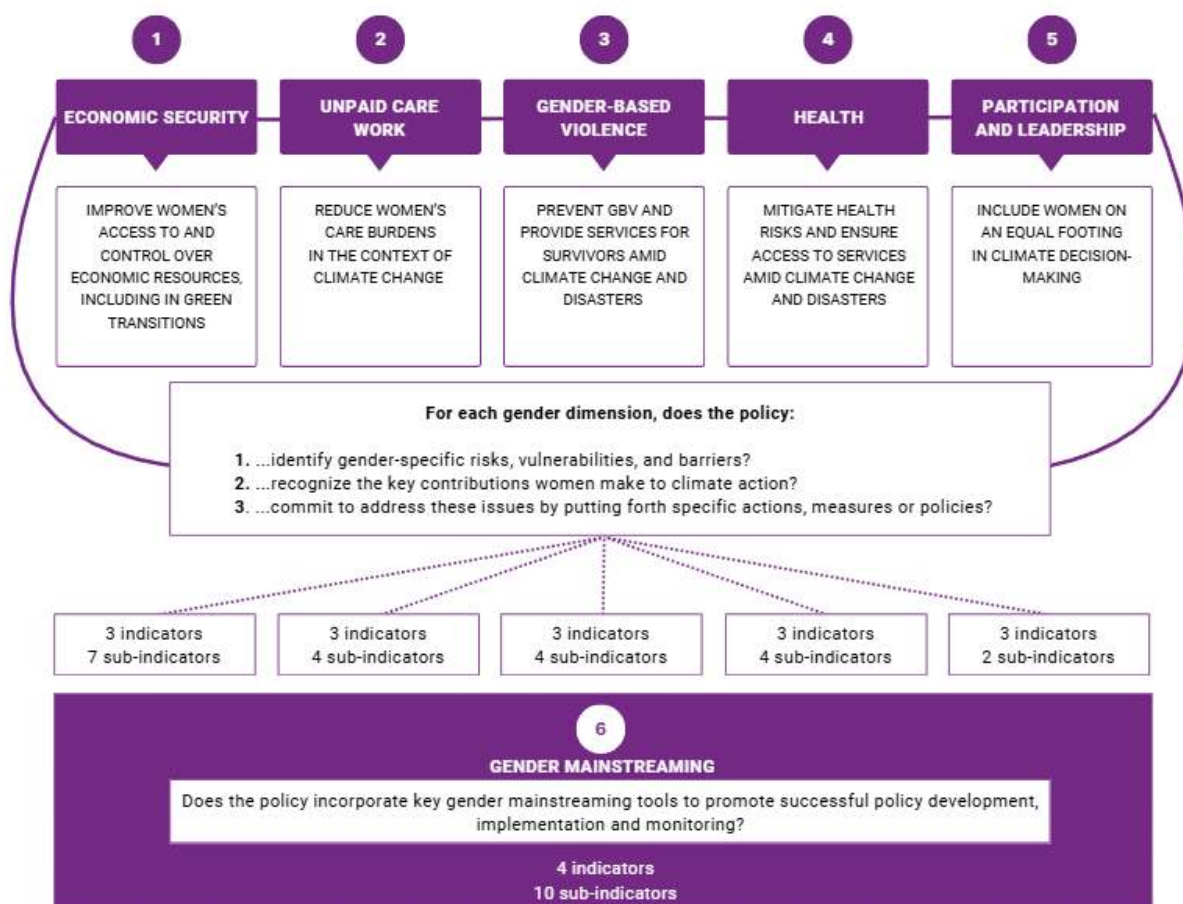 1
2
3
4
5
ECONOMIC SECURITY
UNPAID CARE
WORK
GENDER-BASED
VIOLENCE
HEALTH
PARTICIPATION
AND LEADERSHIP
IMPROVE WOMEN'S
ACCESS TO AND
CONTROL OVER
ECONOMIC RESOURCES,
INCLUDING IN GREEN
TRANSITIONS
REDUCE WOMEN'S
CARE BURDENS
IN THE CONTEXT OF
CLIMATE CHANGE
PREVENT GBV AND
PROVIDE SERVICES FOR
SURVIVORS AMID
CLIMATE CHANGE AND
DISASTERS
MITIGATE HEALTH
RISKS AND ENSURE
ACCESS TO SERVICES
AMID CLIMATE CHANGE
AND DISASTERS
INCLUDE WOMEN ON
AN EQUAL FOOTING
IN CLIMATE DECISION-
MAKING
For each gender dimension, does the policy:
1. ...identify gender-specific risks, vulnerabilities, and barriers?
2. ...recognize the key contributions women make to climate action?
3. ...commit to address these issues by putting forth specific actions, measures or policies?
3 indicators
7 sub-indicators
3 indicators
4 sub-indicators
3 indicators
4 sub-indicators
3 indicators
4 sub-indicators
3 indicators
2 sub-indicators
6
GENDER MAINSTREAMING
Does the policy incorporate key gender mainstreaming tools to promote successful policy development,
implementation and monitoring?
4 indicators
10 sub-indicators